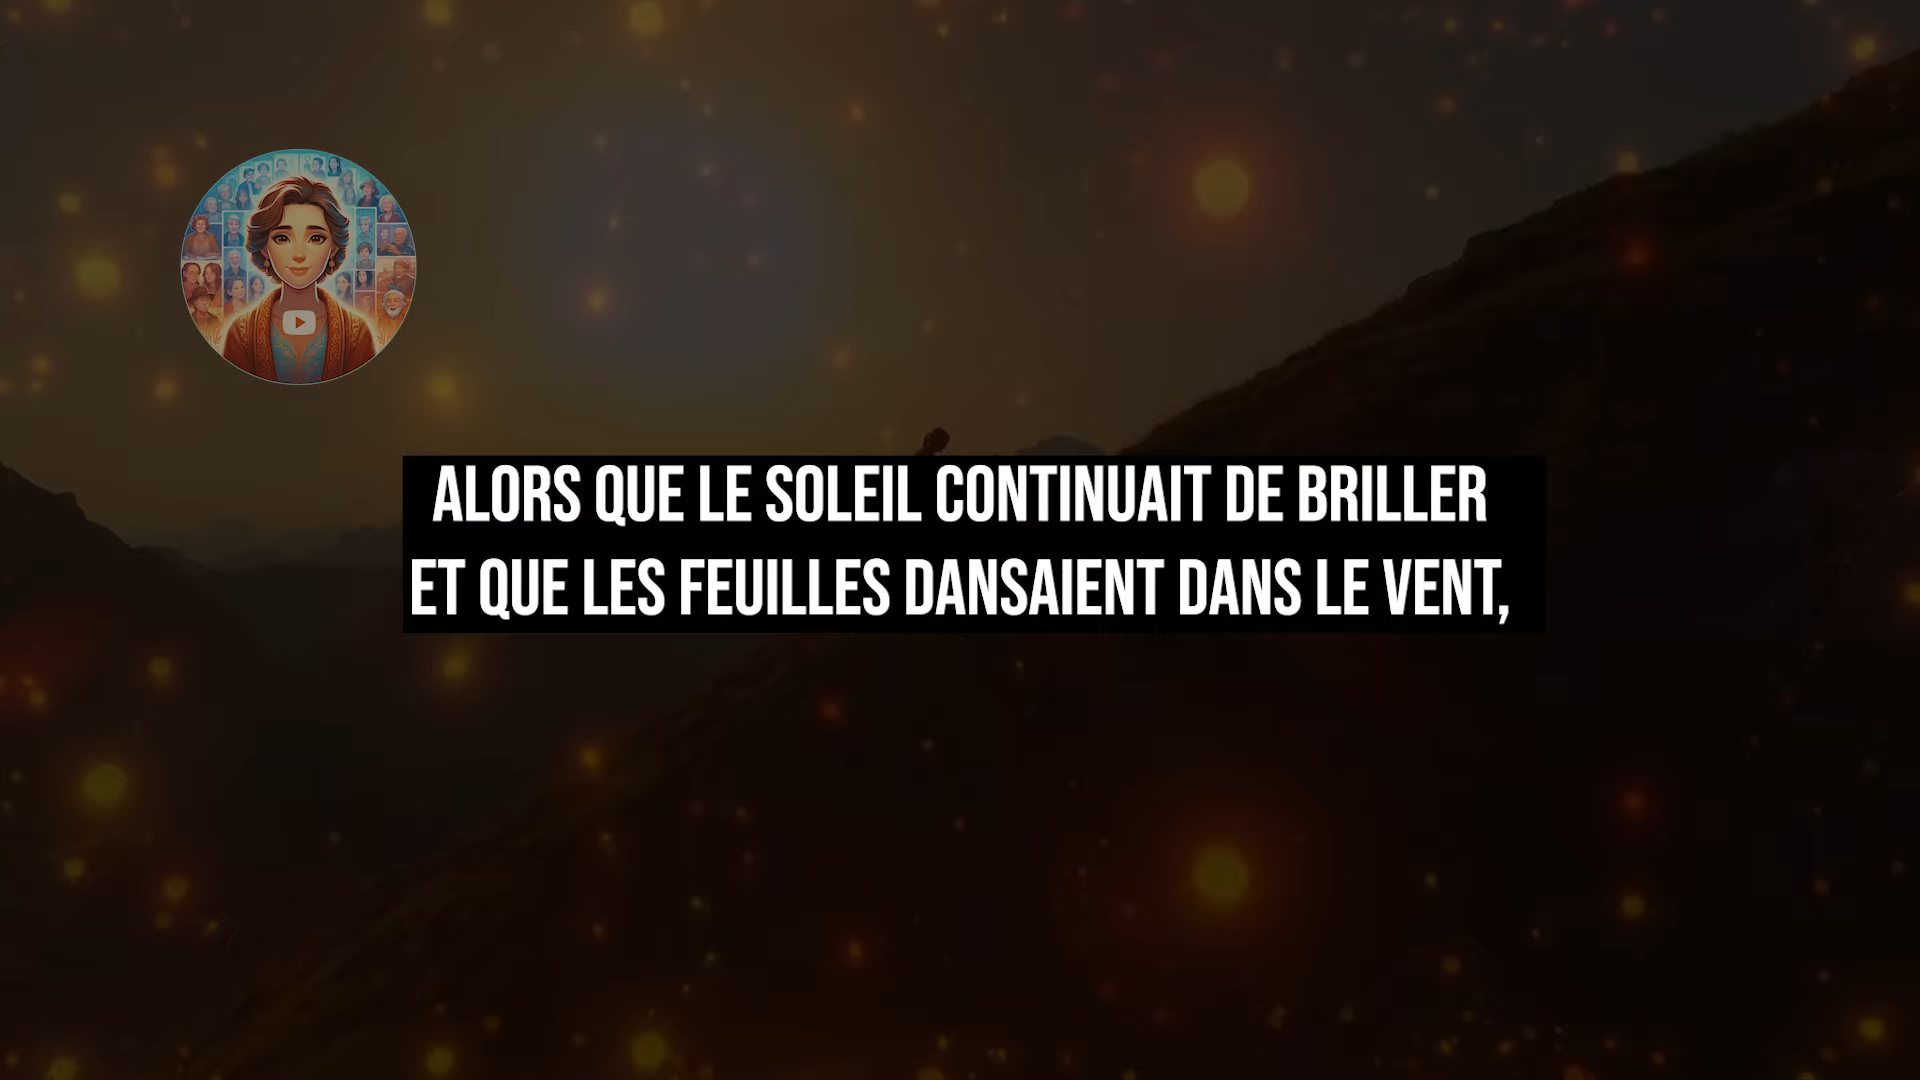 ALORS QUE LE SOLEIL CONTINUAIT DE BRILLER
ET QUE LES FEUILLES DANSAIENT DANS LE VENT,